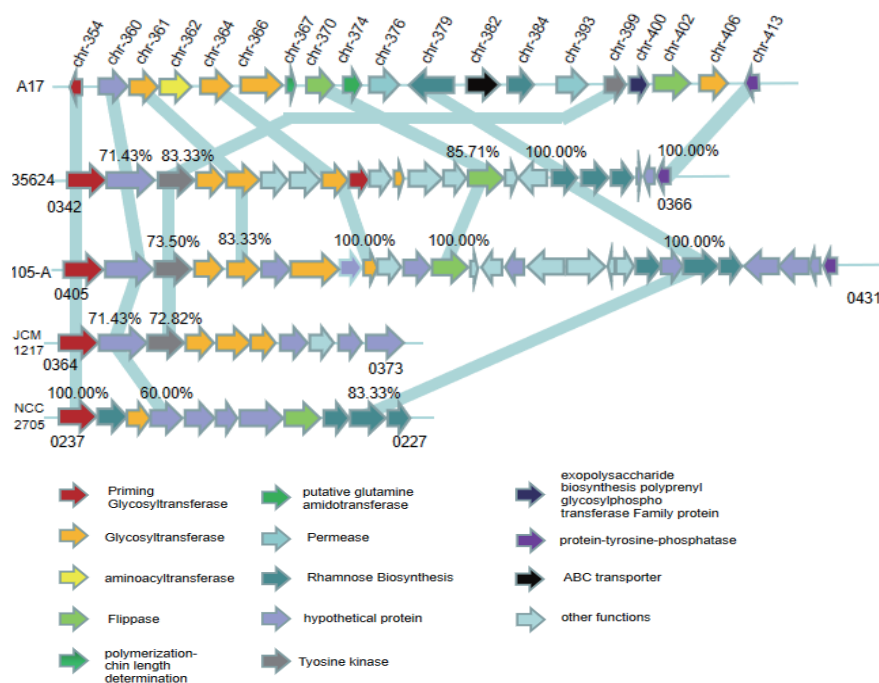 chr-354 chr-360 chr-361 chr-362 chr-364 chr-366 chr-367 chr-370 chr-374 chr-376 chr-379 chr-382 chr-384 chr-393 chr-399 chr-400 chr-402 chr-406 chr-413
A17
71.43% 83.33% 85.71% 100.00% 100.00%
35624
0342 0366
73.50% 83.33% 100.00% 100.00% 100.00%
105-A
0405 0431
71.43% 72.82%
JCM
1217
0364 0373
100.00% 60.00% 83.33%
NCC
2705
0237 0227
Priming
Glycosyltransferase
Glycosyltransferase
aminoacyltransferase
Flippase
polymerization-
chin length
determination
putative glutamine
amidotransferase
Permease
Rhamnose Biosynthesis
hypothetical protein
Tyosine kinase
exopolysaccharide
biosynthesis polyprenyl
glycosylphospho
transferase Family protein
protein-tyrosine-phosphatase
ABC transporter
other functions